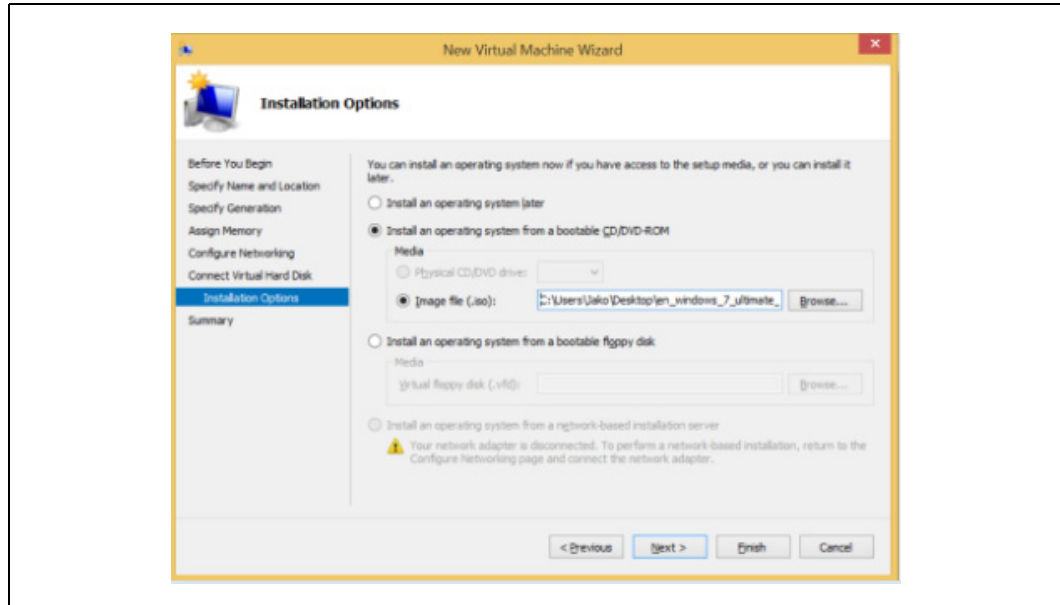 New Virtual Machine Wizard
Installation Options
Before You Begin
Specify Name and Location
Specify Generation
Assign Memory
Configure Networking
Connect Virtual Hard Disk
Installation Options
Summary
You can install an operating system now if you have access to the setup media, or you can install it
later.
Install an operating system later
Install an operating system from a bootable CD/DVD-ROM
Media
Physical CD/DVD drive:
Image file (.iso):
C:\Users\Jako\Desktop\en_windows_7_ultimate_
Browse...
Install an operating system from a bootable floppy disk
Media
Virtual floppy disk (.vfd):
Browse...
Install an operating system from a network-based installation server
Your network adapter is disconnected. To perform a network-based installation, return to the
Configure Networking page and connect the network adapter.
< Previous
Next >
Finish
Cancel